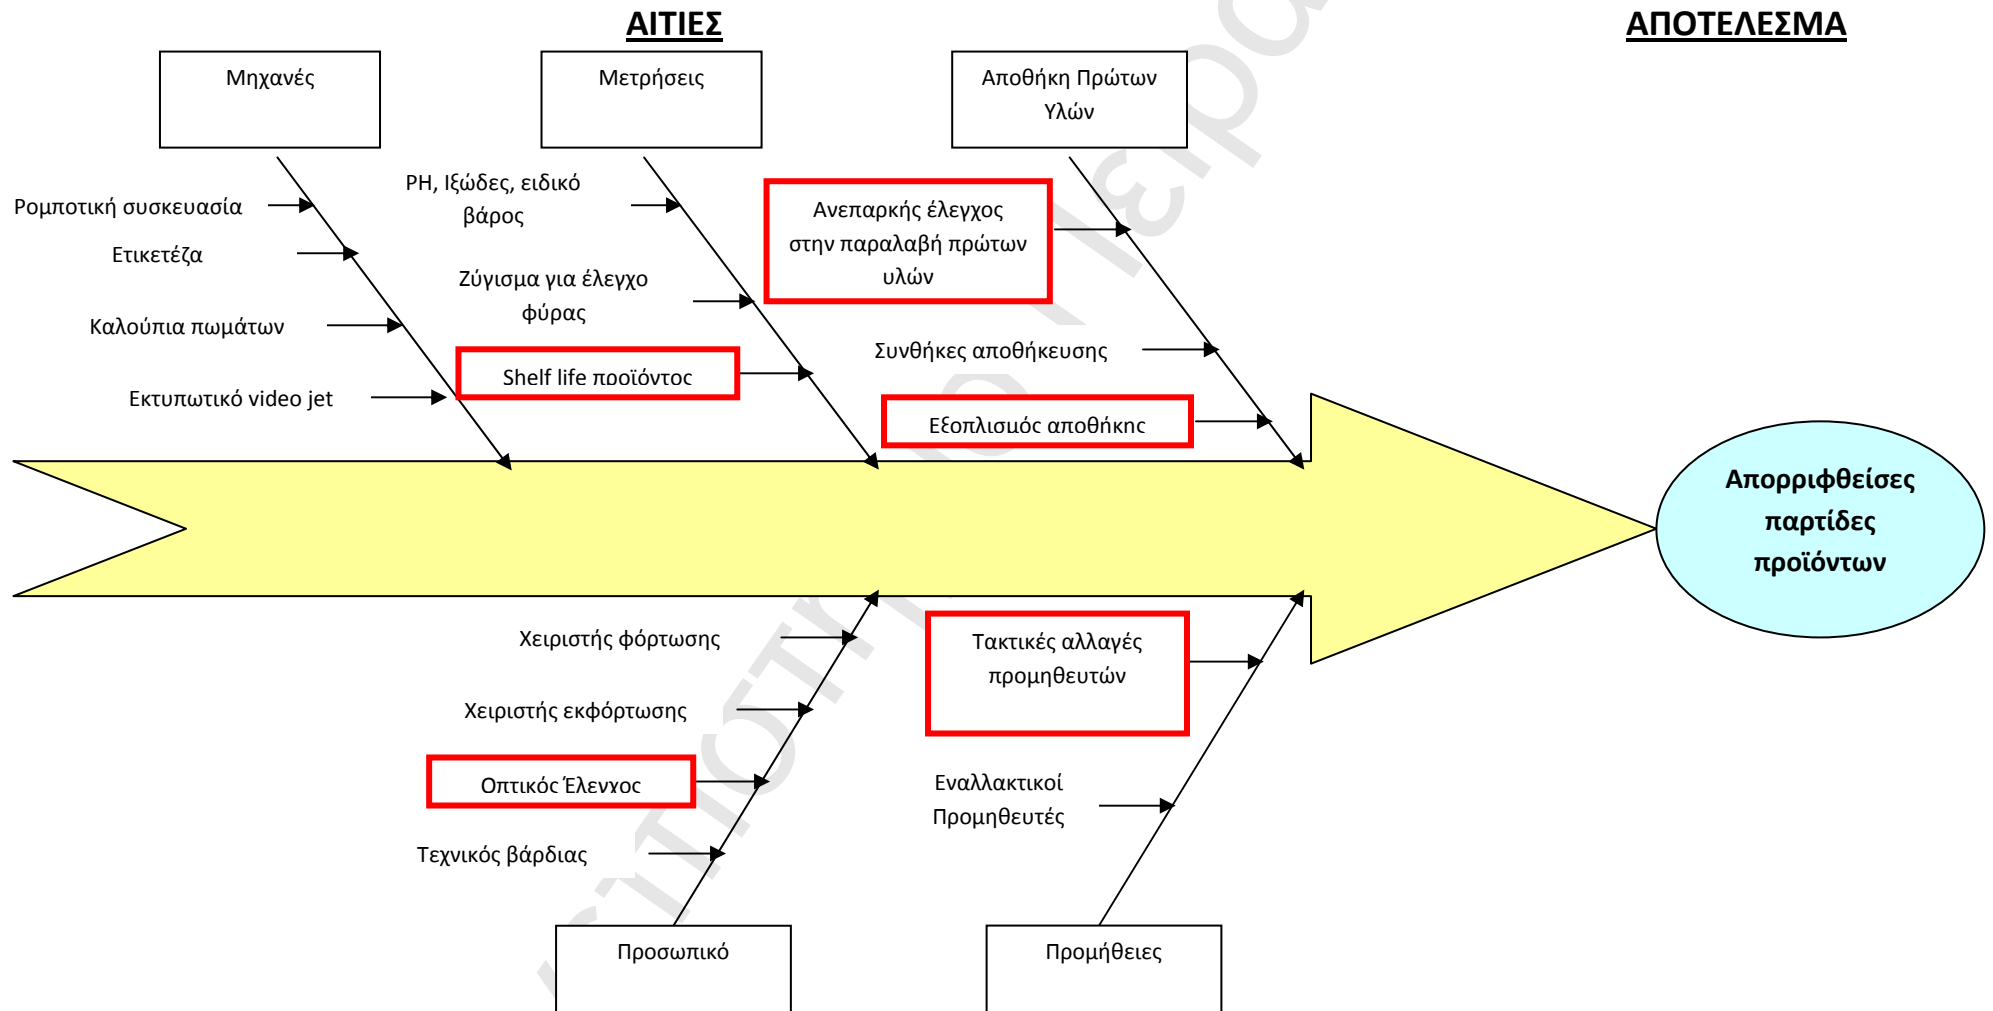 ΑΙΤΙΕΣ
ΑΠΟΤΕΛΕΣΜΑ
Μηχανές
Μετρήσεις
Αποθήκη Πρώτων
Υλών
Ρομποτική συσκευασία
Ετικετέζα
Καλούπια πωμάτων
Εκτυπωτικό video jet
PH, Ιξώδες, ειδικό
βάρος
Ζύγισμα για έλεγχο
φύρας
Shelf life προϊόντος
Ανεπαρκής έλεγχος
στην παραλαβή πρώτων
υλών
Συνθήκες αποθήκευσης
Εξοπλισμός αποθήκης
Απορριφθείσες
παρτίδες
προϊόντων
Χειριστής φόρτωσης
Χειριστής εκφόρτωσης
Οπτικός Έλεγχος
Τεχνικός βάρδιας
Τακτικές αλλαγές
προμηθευτών
Εναλλακτικοί
Προμηθευτές
Προσωπικό
Προμήθειες